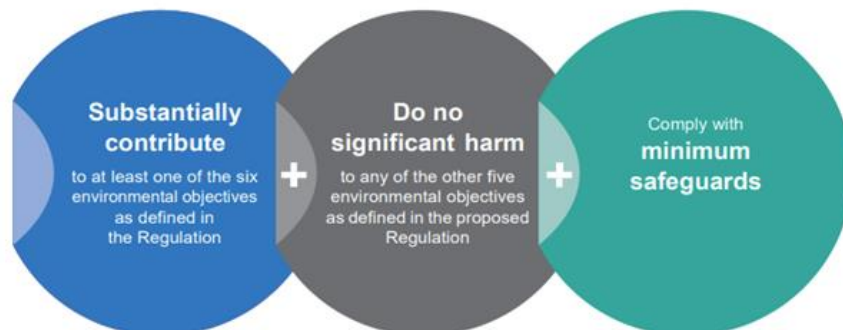 Substantially
contribute
to at least one of the six
environmental objectives
as defined in
the Regulation
+
Do no
significant harm
to any of the other five
environmental objectives
as defined in the proposed
Regulation
+
Comply with
minimum
safeguards